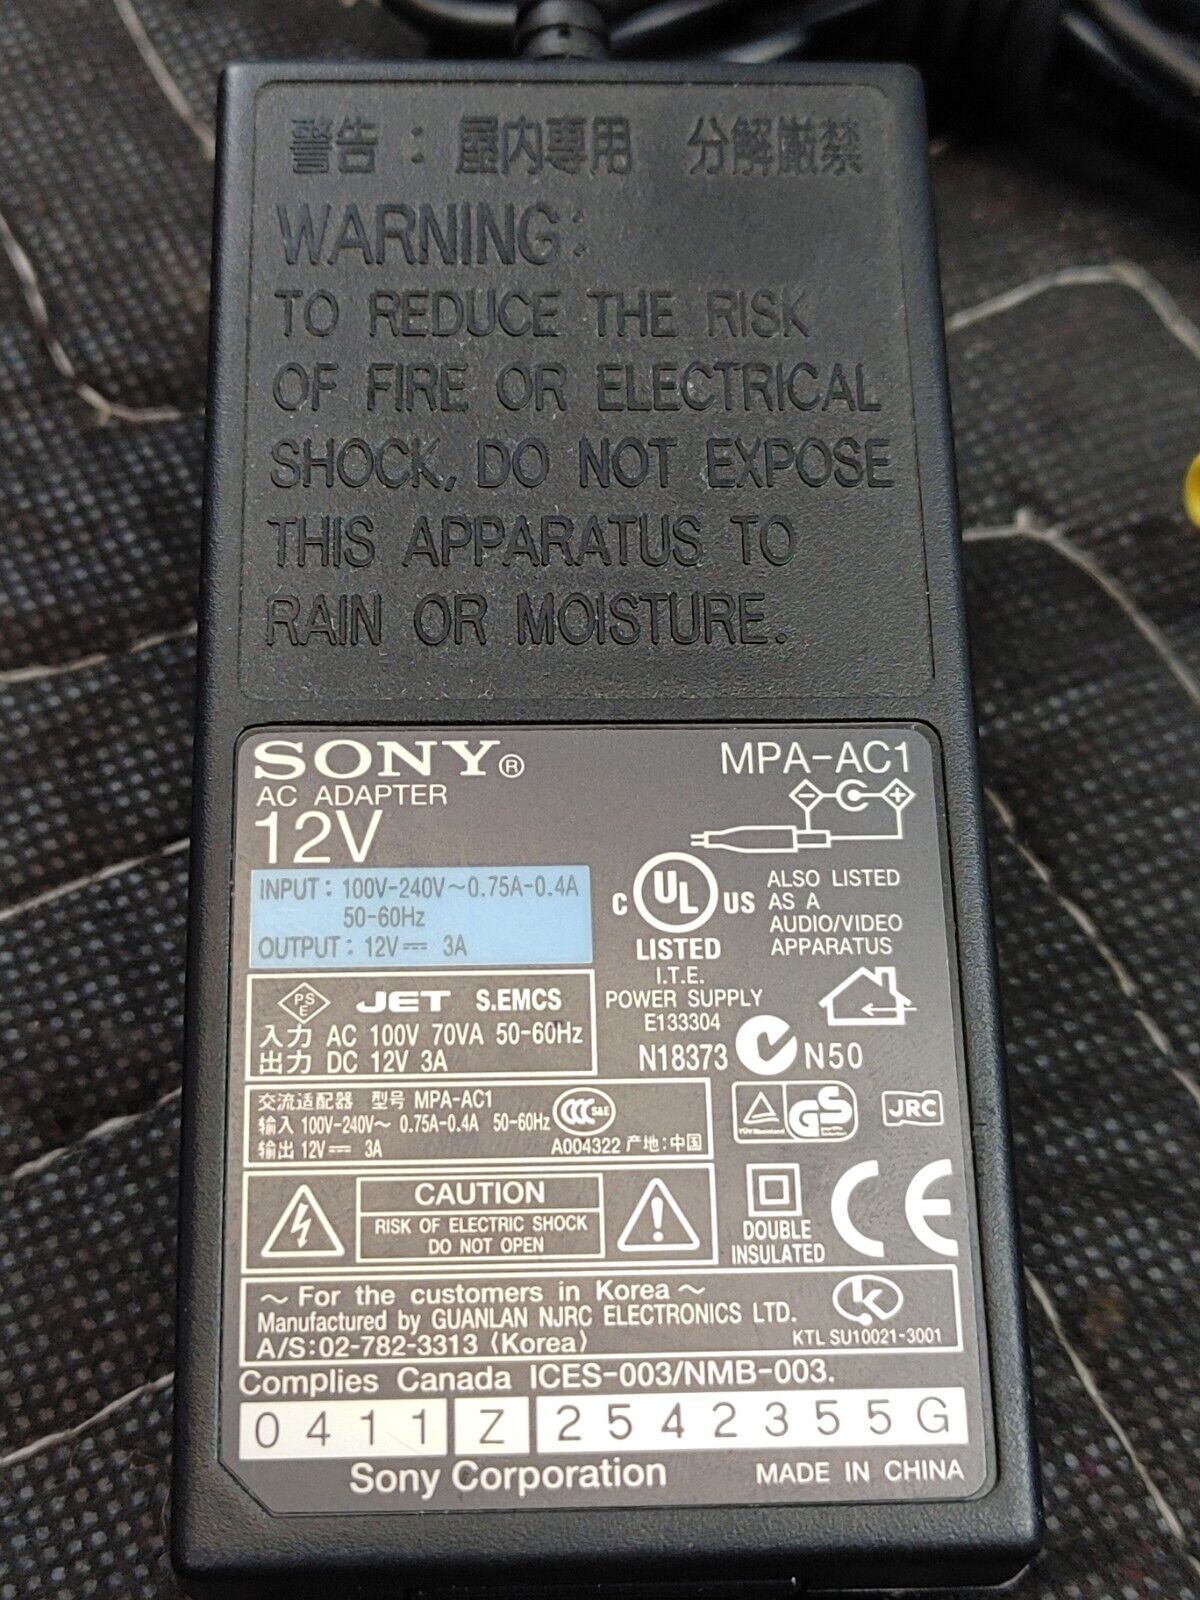 警告：屋内専用 分解厳禁
WARNING:
TO REDUCE THE RISK
OF FIRE OR ELECTRICAL
SHOCK, DO NOT EXPOSE
THIS APPARATUS TO
RAIN OR MOISTURE.
SONY® MPA-AC1
AC ADAPTER
12V
INPUT : 100V-240V~0.75A-0.4A
50-60Hz
OUTPUT : 12V⎓ 3A
C UL US
LISTED
I.T.E.
POWER SUPPLY
E133304
ALSO LISTED
AS A
AUDIO/VIDEO
APPARATUS
PSE JET S.EMCS
入力 AC 100V 70VA 50-60Hz
出力 DC 12V 3A
N18373 N50
交流适配器 型号 MPA-AC1
输入 100V-240V~ 0.75A-0.4A 50-60Hz
输出 12V⎓ 3A
CCC S&E
A004322 产地:中国
TÜV Rheinland GS JRC
CAUTION
RISK OF ELECTRIC SHOCK
DO NOT OPEN
DOUBLE
INSULATED
CE
~ For the customers in Korea ~
Manufactured by GUANLAN NJRC ELECTRONICS LTD.
A/S:02-782-3313 (Korea)
K
KTL SU10021-3001
Complies Canada ICES-003/NMB-003.
0411 Z 2542355G
Sony Corporation MADE IN CHINA